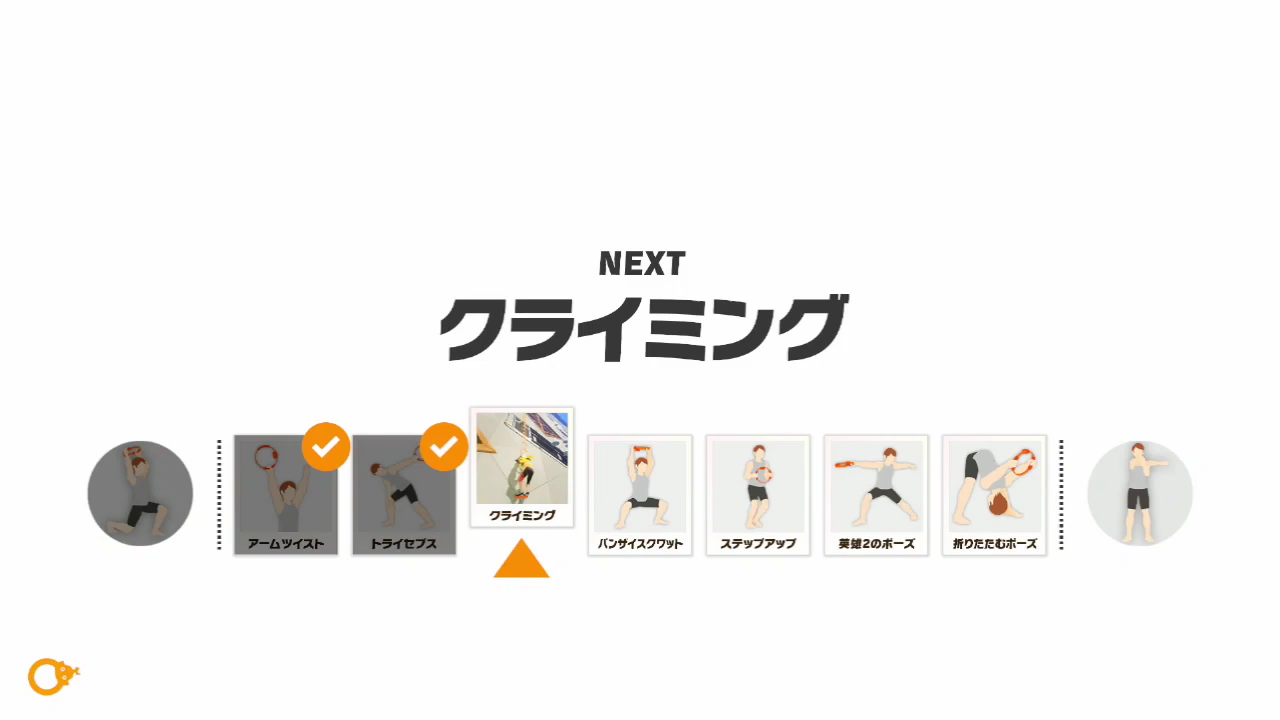 NEXT
クライミング
アームツイスト
トライセプス
クライミング
バンザイスクワット
ステップアップ
英雄2のポーズ
折りたたむポーズ